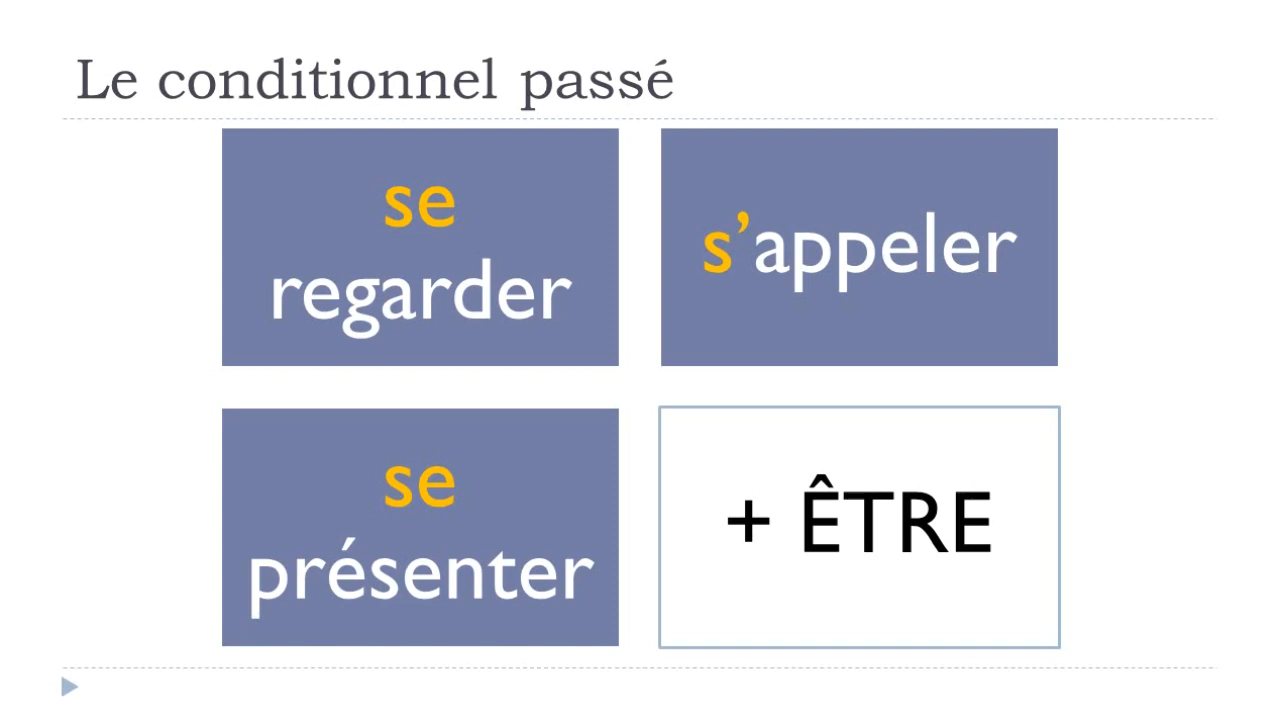 Le conditionnel passé
se
regarder
s’appeler
se
présenter
+ ÊTRE